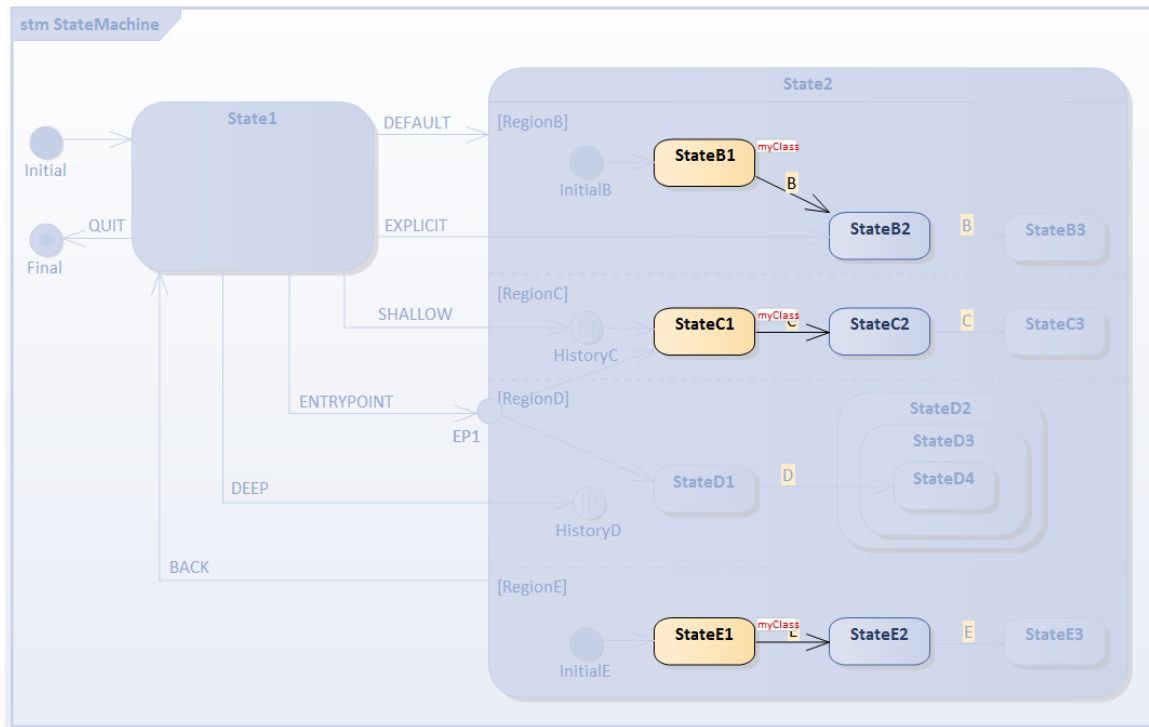 stm StateMachine
State2
State1
DEFAULT
[RegionB]
StateB1
myClass
Initial
InitialB
B
QUIT
EXPLICIT
StateB2
B
StateB3
Final
[RegionC]
SHALLOW
StateC1
myClass
C
StateC2
C
StateC3
HistoryC
ENTRYPOINT
[RegionD]
StateD2
EP1
StateD3
StateD1
D
StateD4
DEEP
H*
HistoryD
BACK
[RegionE]
StateE1
myClass
E
StateE2
E
StateE3
InitialE